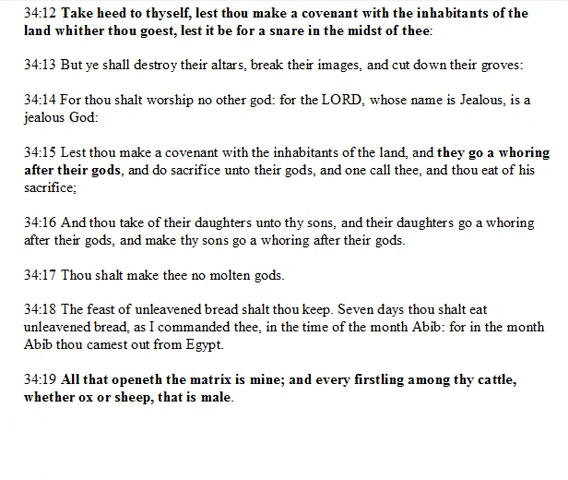 34:12 Take heed to thyself, lest thou make a covenant with the inhabitants of the
land whither thou goest, lest it be for a snare in the midst of thee:
34:13 But ye shall destroy their altars, break their images, and cut down their groves:
34:14 For thou shalt worship no other god: for the LORD, whose name is Jealous, is a
jealous God:
34:15 Lest thou make a covenant with the inhabitants of the land, and they go a whoring
after their gods, and do sacrifice unto their gods, and one call thee, and thou eat of his
sacrifice;
34:16 And thou take of their daughters unto thy sons, and their daughters go a whoring
after their gods, and make thy sons go a whoring after their gods.
34:17 Thou shalt make thee no molten gods.
34:18 The feast of unleavened bread shalt thou keep. Seven days thou shalt eat
unleavened bread, as I commanded thee, in the time of the month Abib: for in the month
Abib thou camest out from Egypt.
34:19 All that openeth the matrix is mine; and every firstling among thy cattle,
whether ox or sheep, that is male.